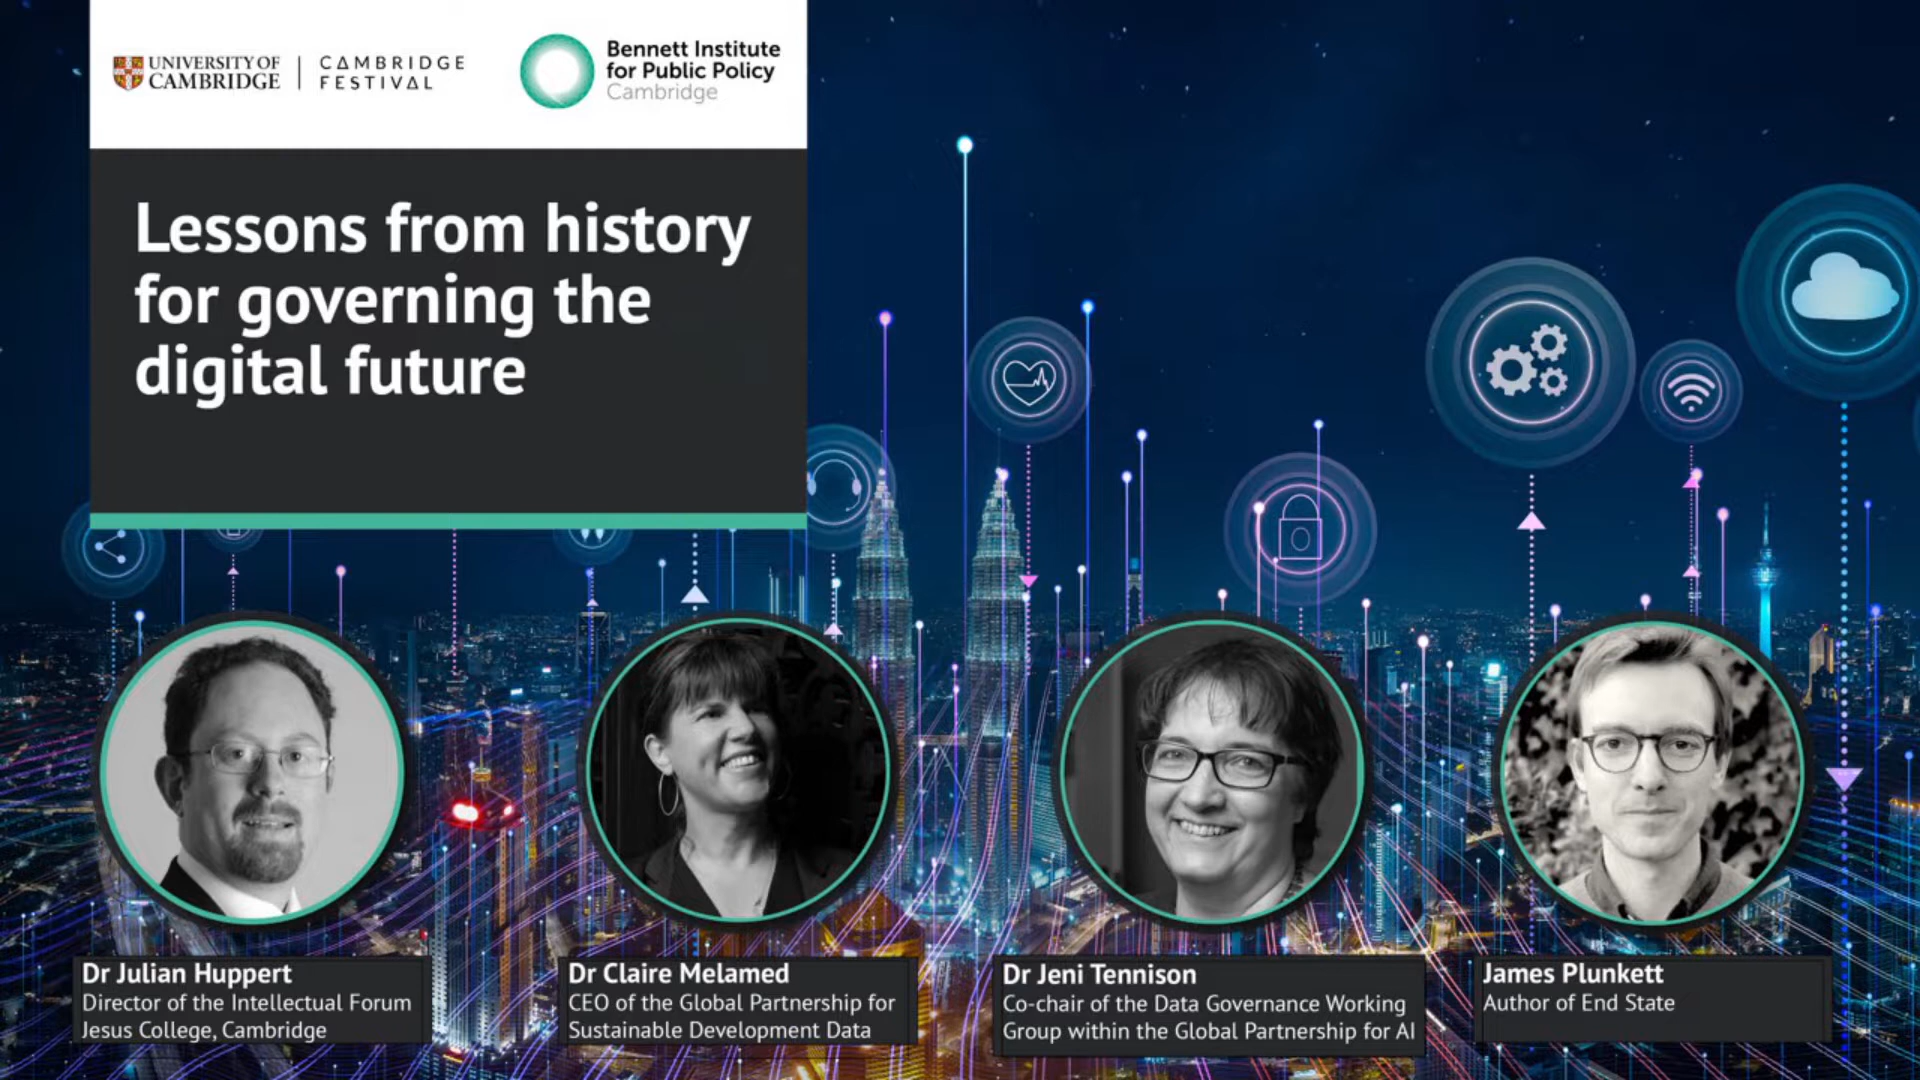 UNIVERSITY OF
CAMBRIDGE
CAMBRIDGE
FESTIVAL
Bennett Institute
for Public Policy
Cambridge
Lessons from history
for governing the
digital future
Dr Julian Huppert
Director of the Intellectual Forum
Jesus College, Cambridge
Dr Claire Melamed
CEO of the Global Partnership for
Sustainable Development Data
Dr Jeni Tennison
Co-chair of the Data Governance Working
Group within the Global Partnership for AI
James Plunkett
Author of End State